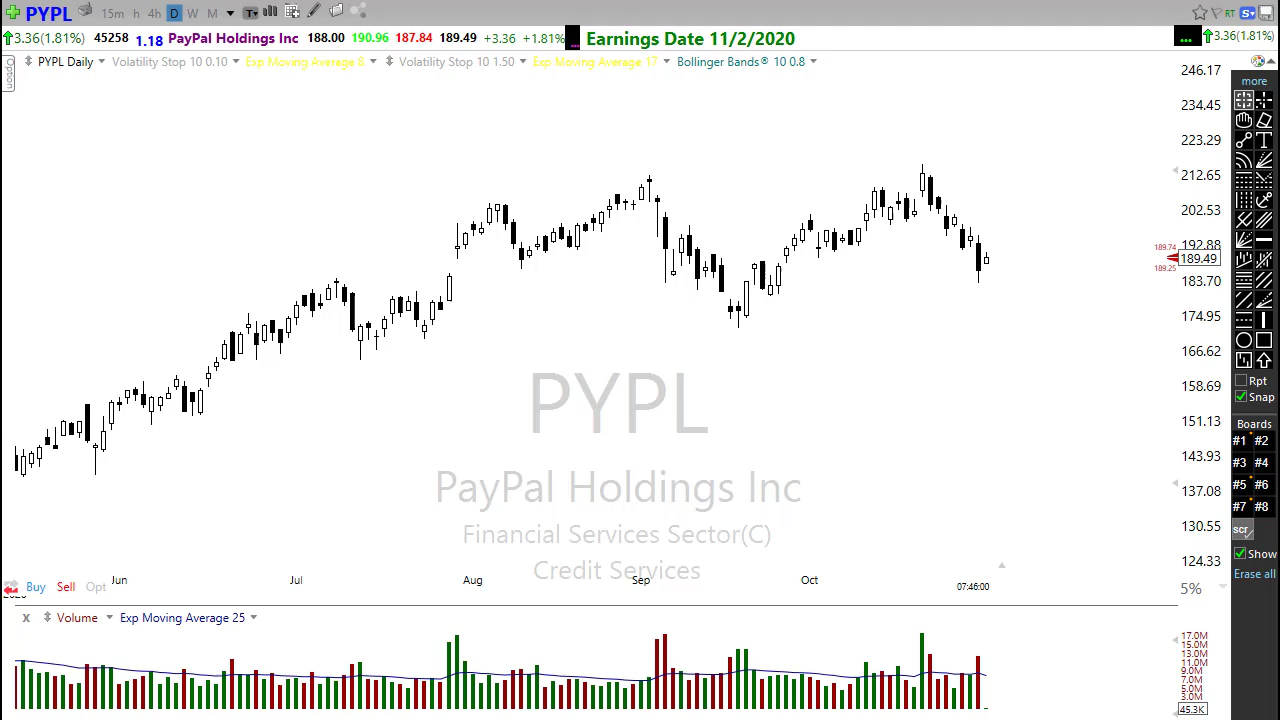 PYPL 15m h 4h D W M T RT S
3.36(1.81%) 45258 1.18 PayPal Holdings Inc 188.00 190.96 187.84 189.49 +3.36 +1.81% ... Earnings Date 11/2/2020 ... 3.36(1.81%)
Option
PYPL Daily Volatility Stop 10 0.10 Exp Moving Average 8 Volatility Stop 10 1.50 Exp Moving Average 17 Bollinger Bands® 10 0.8
246.17
234.45
223.29
212.65
202.53
192.88
189.74
189.49
189.25
183.70
174.95
166.62
158.69
151.13
143.93
137.08
130.55
124.33
5%
PYPL
PayPal Holdings Inc
Financial Services Sector(C)
Credit Services
Buy Sell Opt
Jun Jul Aug Sep Oct
07:46:00
x Volume Exp Moving Average 25
17.0M
15.0M
13.0M
11.0M
9.0M
7.0M
5.0M
3.0M
45.3K
more
T
Rpt
Snap
Boards
#1 #2
#3 #4
#5 #6
#7 #8
scr
Show
Erase all